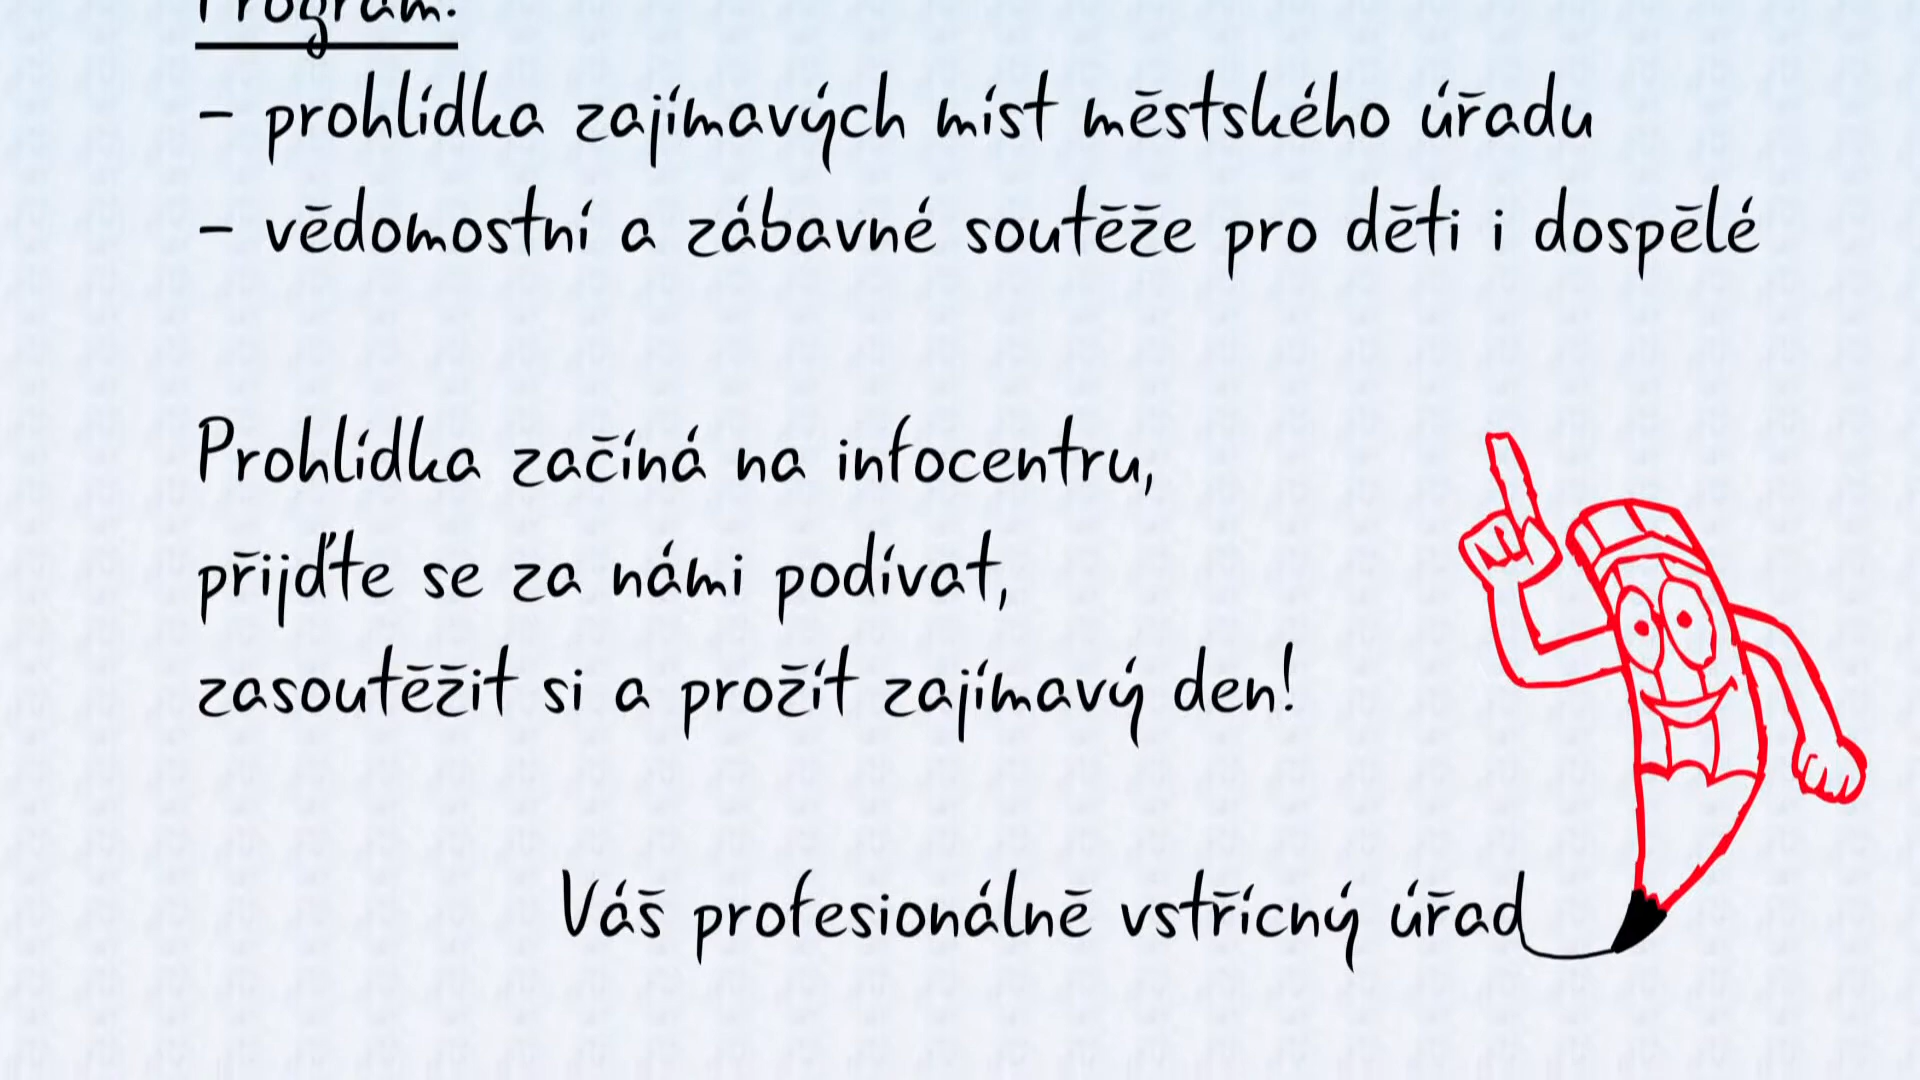 Program:
- prohlídka zajímavých míst městského úřadu
- vědomostní a zábavné soutěže pro děti i dospělé
Prohlídka začíná na infocentru,
přijďte se za námi podívat,
zasoutěžit si a prožít zajímavý den!
Váš profesionálně vstřícný úřad